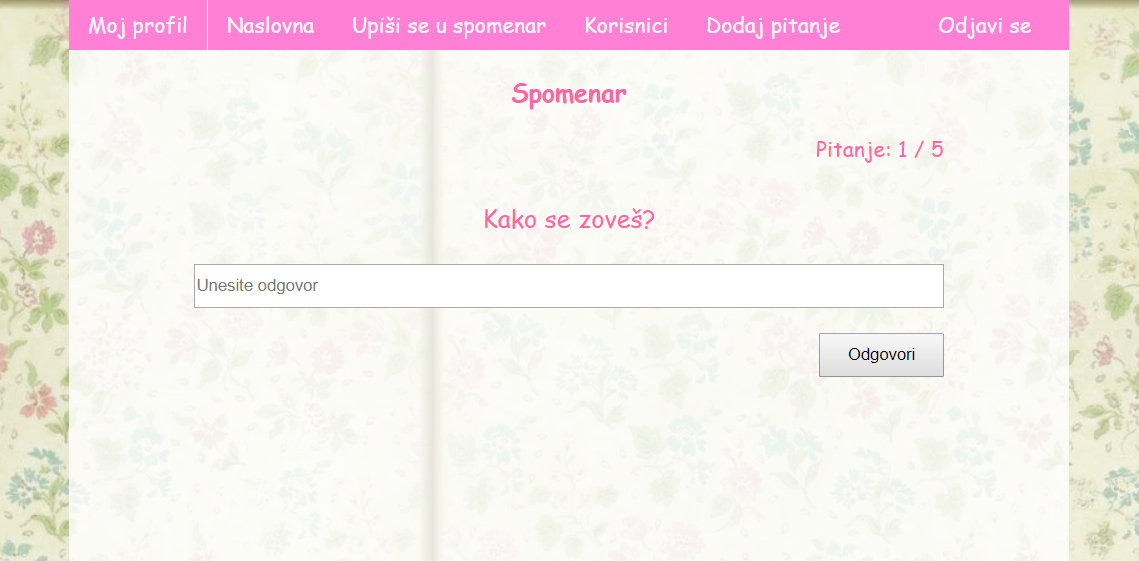 Moj profil Naslovna Upiši se u spomenar Korisnici Dodaj pitanje Odjavi se
Spomenar
Pitanje: 1 / 5
Kako se zoveš?
Unesite odgovor
Odgovori